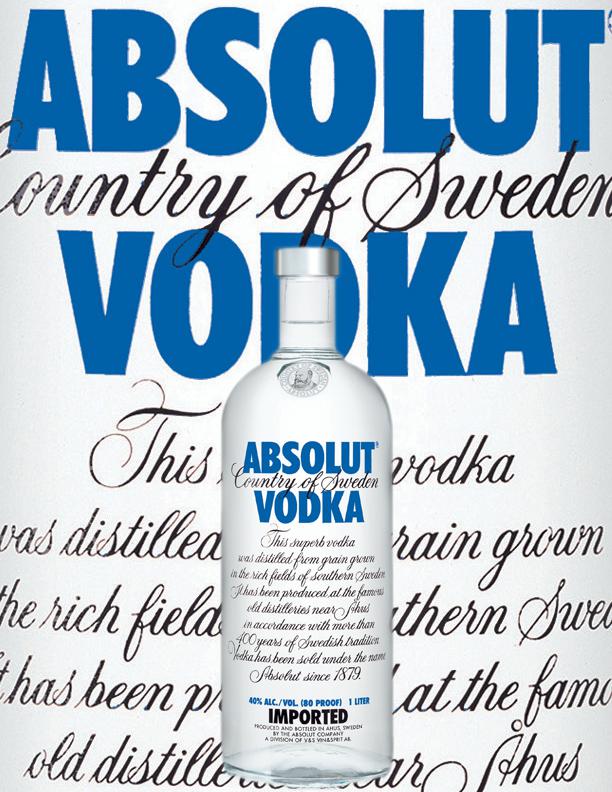 ABSOLUT
Country of Sweden
VODKA
This vodka
was distilled rain grown
the rich field thern Swe
t has been pr at the famo
old distille ar Åhus
ABSOLUT
Country of Sweden
VODKA
This superb vodka
was distilled from grain grown
in the rich fields of southern Sweden.
It has been produced at the famous
old distilleries near Åhus
in accordance with more than
400 years of Swedish tradition.
Vodka has been sold under the name
Absolut since 1879.
40% ALC./VOL. (80 PROOF) 1 LITER
IMPORTED
PRODUCED AND BOTTLED IN AHUS, SWEDEN
BY THE ABSOLUT COMPANY
A DIVISION OF V&S VIN&SPRIT AB.